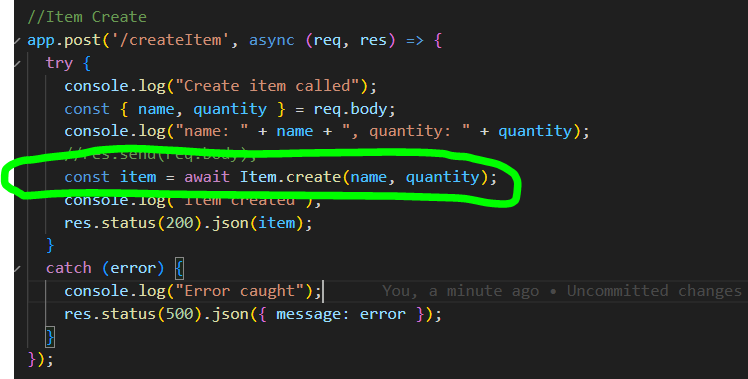 //Item Create
app.post('/createItem', async (req, res) => {
try {
console.log("Create item called");
const { name, quantity } = req.body;
console.log("name: " + name + ", quantity: " + quantity);
//res.send(req.body);
const item = await Item.create(name, quantity);
console.log("Item created");
res.status(200).json(item);
}
catch (error) {
console.log("Error caught"); You, a minute ago • Uncommitted changes
res.status(500).json({ message: error });
}
});